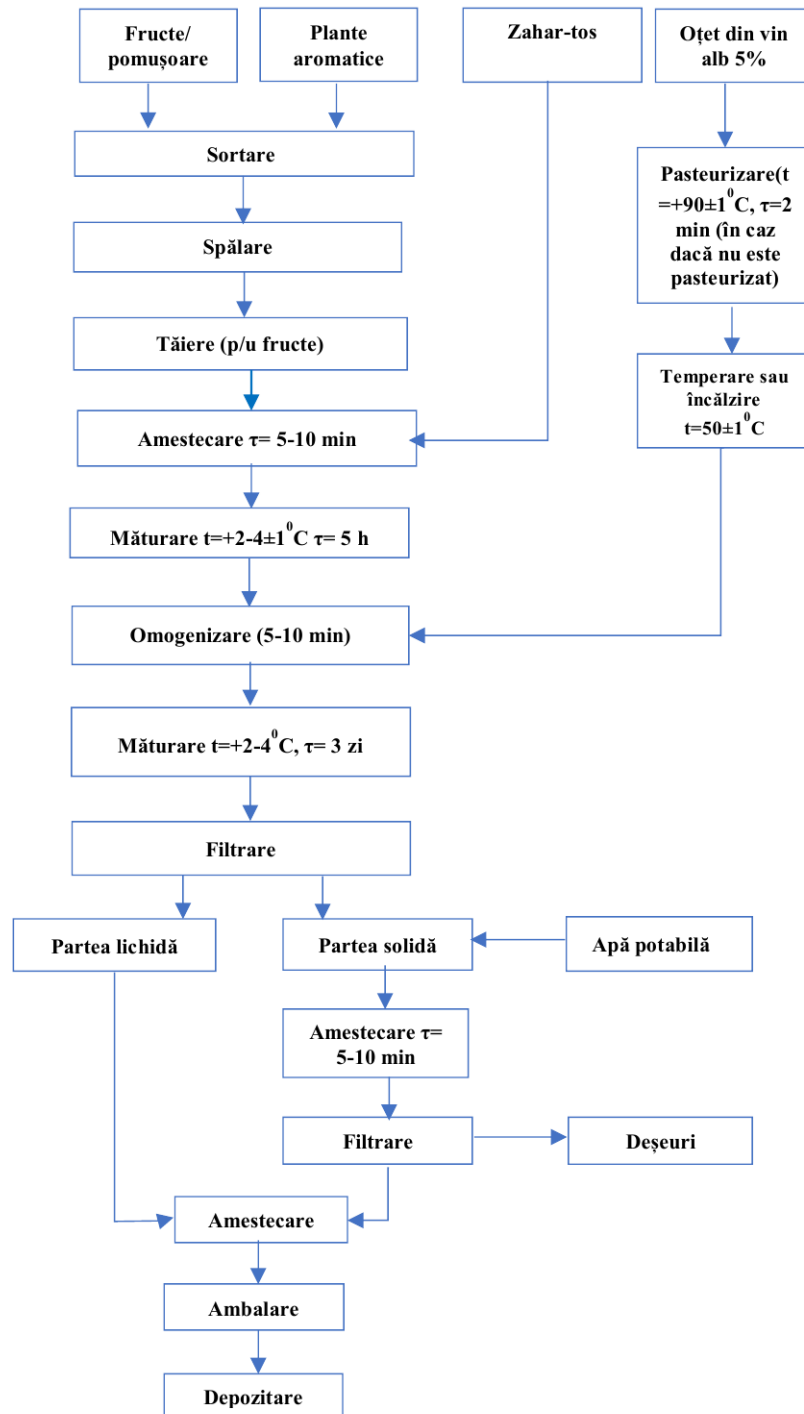 Fructe/
pomușoare
Plante
aromatice
Zahar-tos
Oțet din vin
alb 5%
Sortare
Pasteurizare(t
=+90±1⁰C, τ=2
min (în caz
dacă nu este
pasteurizat)
Spălare
Tăiere (p/u fructe)
Temperare sau
încălzire
t=50±1⁰C
Amestecare τ= 5-10 min
Măturare t=+2-4±1⁰C τ= 5 h
Omogenizare (5-10 min)
Măturare t=+2-4⁰C, τ= 3 zi
Filtrare
Partea lichidă
Partea solidă
Apă potabilă
Amestecare τ=
5-10 min
Filtrare
Deșeuri
Amestecare
Ambalare
Depozitare